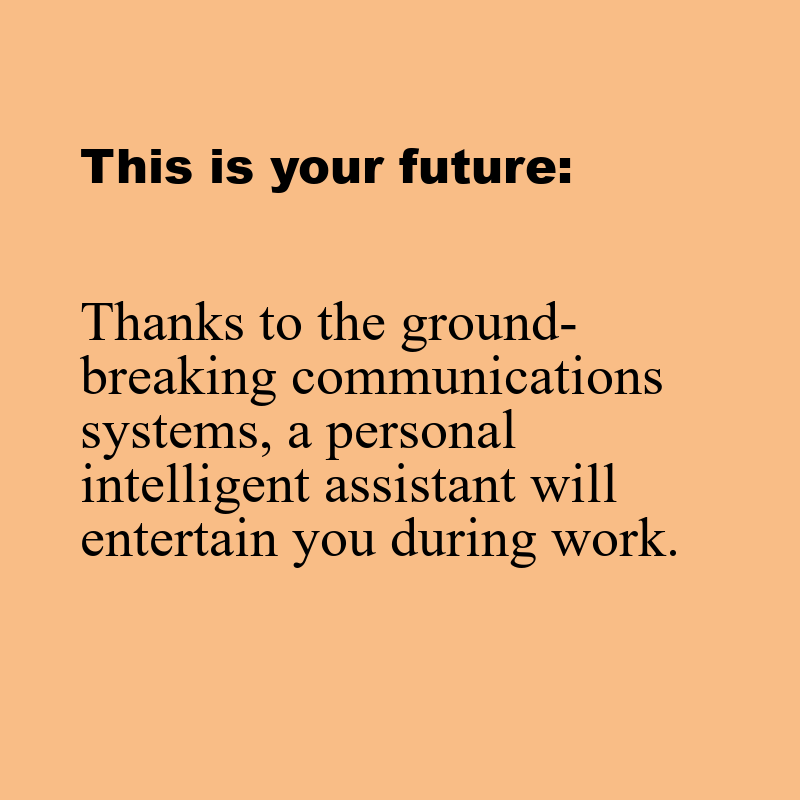 This is your future:
Thanks to the ground-
breaking communications
systems, a personal
intelligent assistant will
entertain you during work.